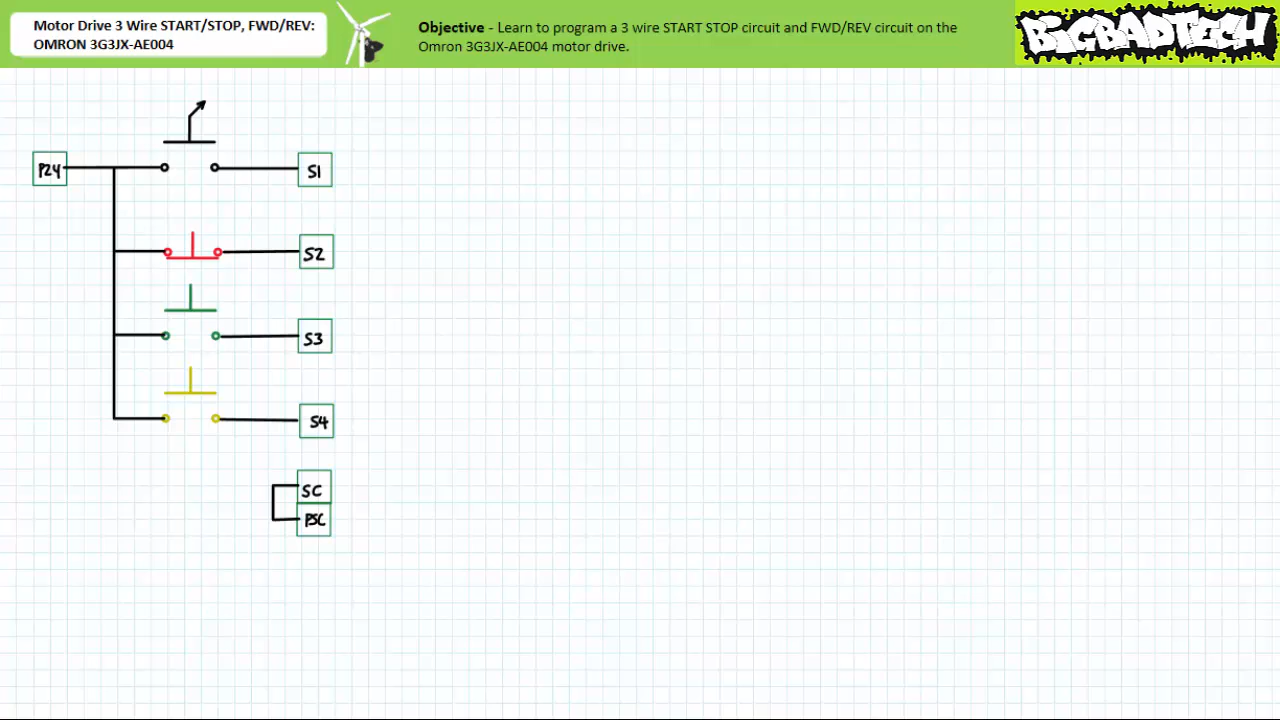 Motor Drive 3 Wire START/STOP, FWD/REV:
OMRON 3G3JX-AE004
Objective - Learn to program a 3 wire START STOP circuit and FWD/REV circuit on the
Omron 3G3JX-AE004 motor drive.
BIGBADTECH
P24
S1
S2
S3
S4
SC
PSC